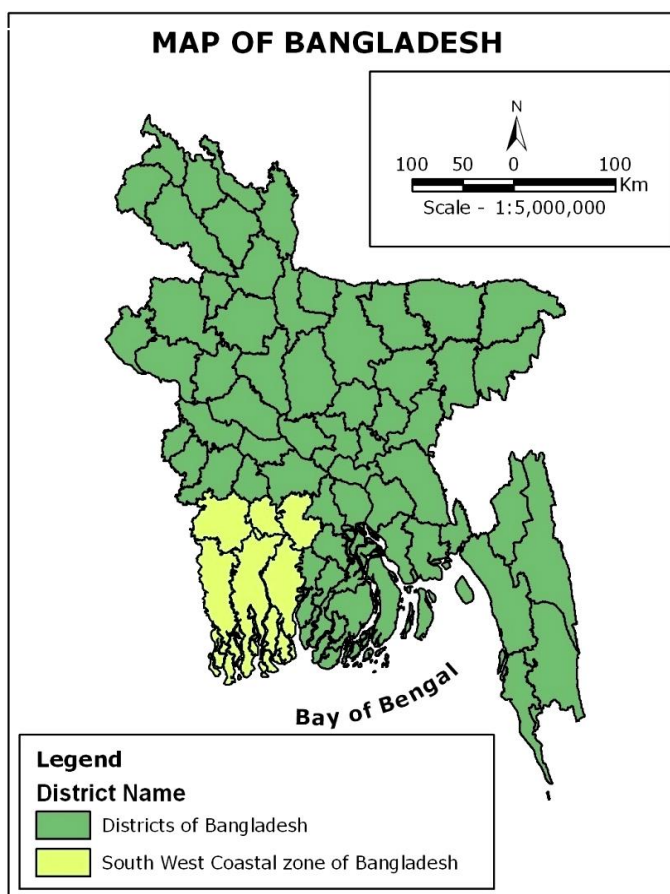 MAP OF BANGLADESH
N
100 50 0 100
Km
Scale - 1:5,000,000
Bay of Bengal
Legend
District Name
Districts of Bangladesh
South West Coastal zone of Bangladesh